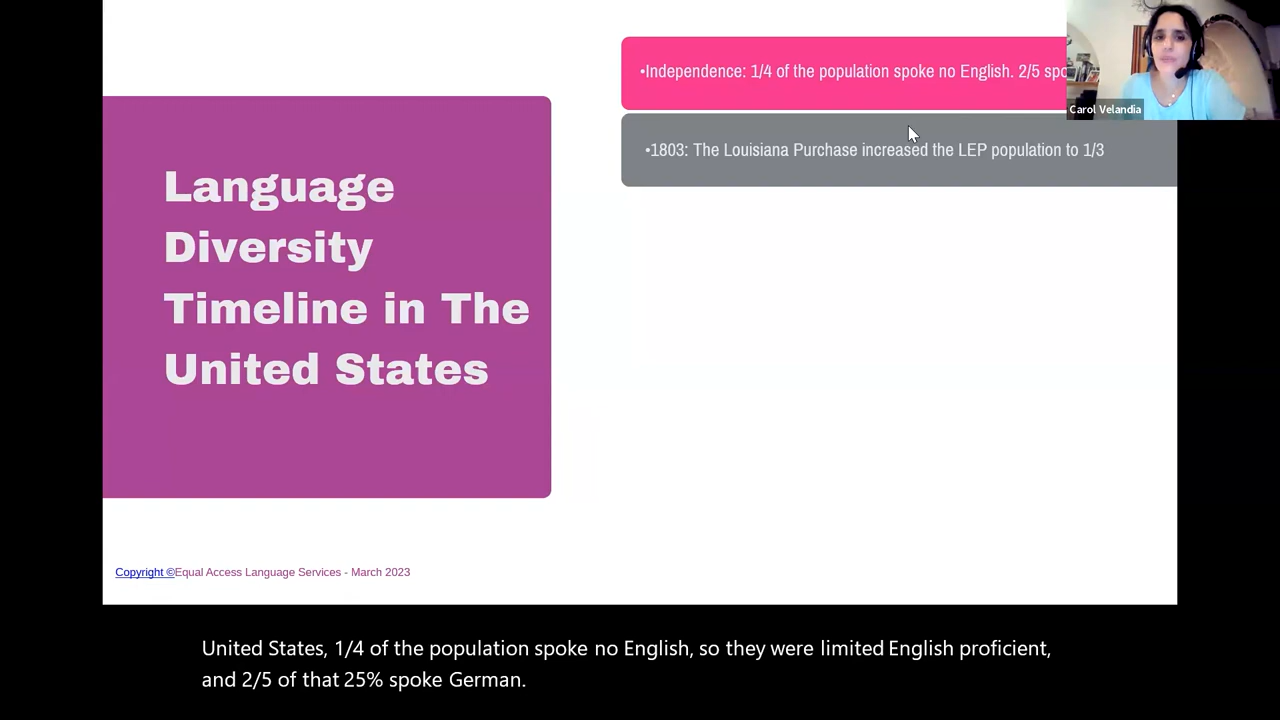 •Independence: 1/4 of the population spoke no English. 2/5
Carol Velandia
•1803: The Louisiana Purchase increased the LEP population to 1/3
Language
Diversity
Timeline in The
United States
Copyright ©Equal Access Language Services - March 2023
United States, 1/4 of the population spoke no English, so they were limited English proficient,
and 2/5 of that 25% spoke German.